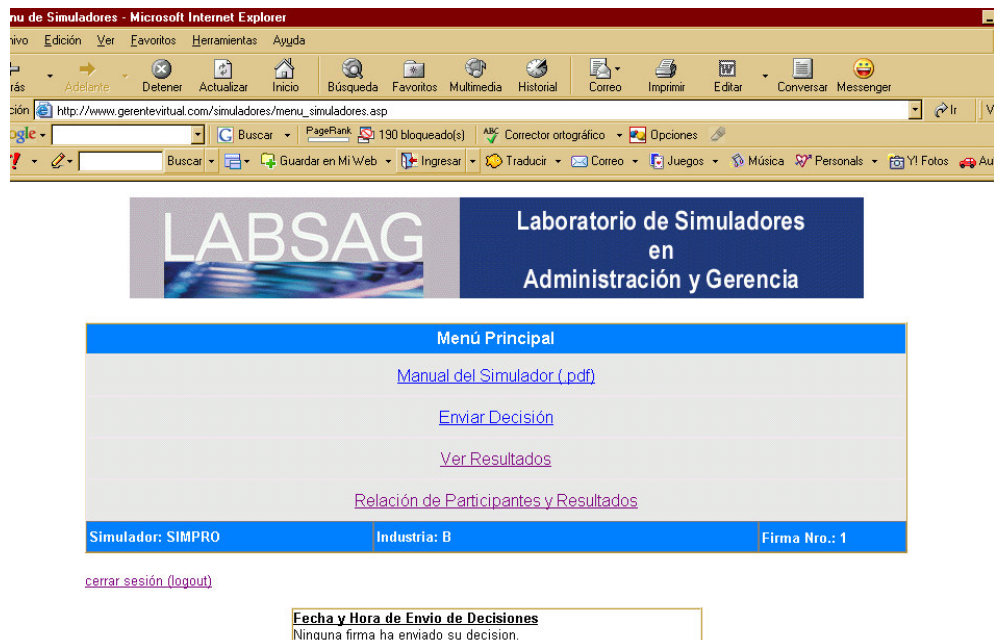 nu de Simuladores - Microsoft Internet Explorer
ivo Edición Ver Favoritos Herramientas Ayuda
rás Adelante Detener Actualizar Inicio Búsqueda Favoritos Multimedia Historial Correo Imprimir Editar Conversar Messenger
ción http://www.gerentevirtual.com/simuladores/menu_simuladores.asp Ir V
ogle Buscar PageRank 190 bloqueado(s) ABC Corrector ortográfico Opciones
Buscar Guardar en Mi Web Ingresar Traducir Correo Juegos Música Personals Y! Fotos Au
LABSAG
Laboratorio de Simuladores
en
Administración y Gerencia
Menú Principal
Manual del Simulador (.pdf)
Enviar Decisión
Ver Resultados
Relación de Participantes y Resultados
Simulador: SIMPRO Industria: B Firma Nro.: 1
cerrar sesión (logout)
Fecha y Hora de Envio de Decisiones
Ninguna firma ha enviado su decision.